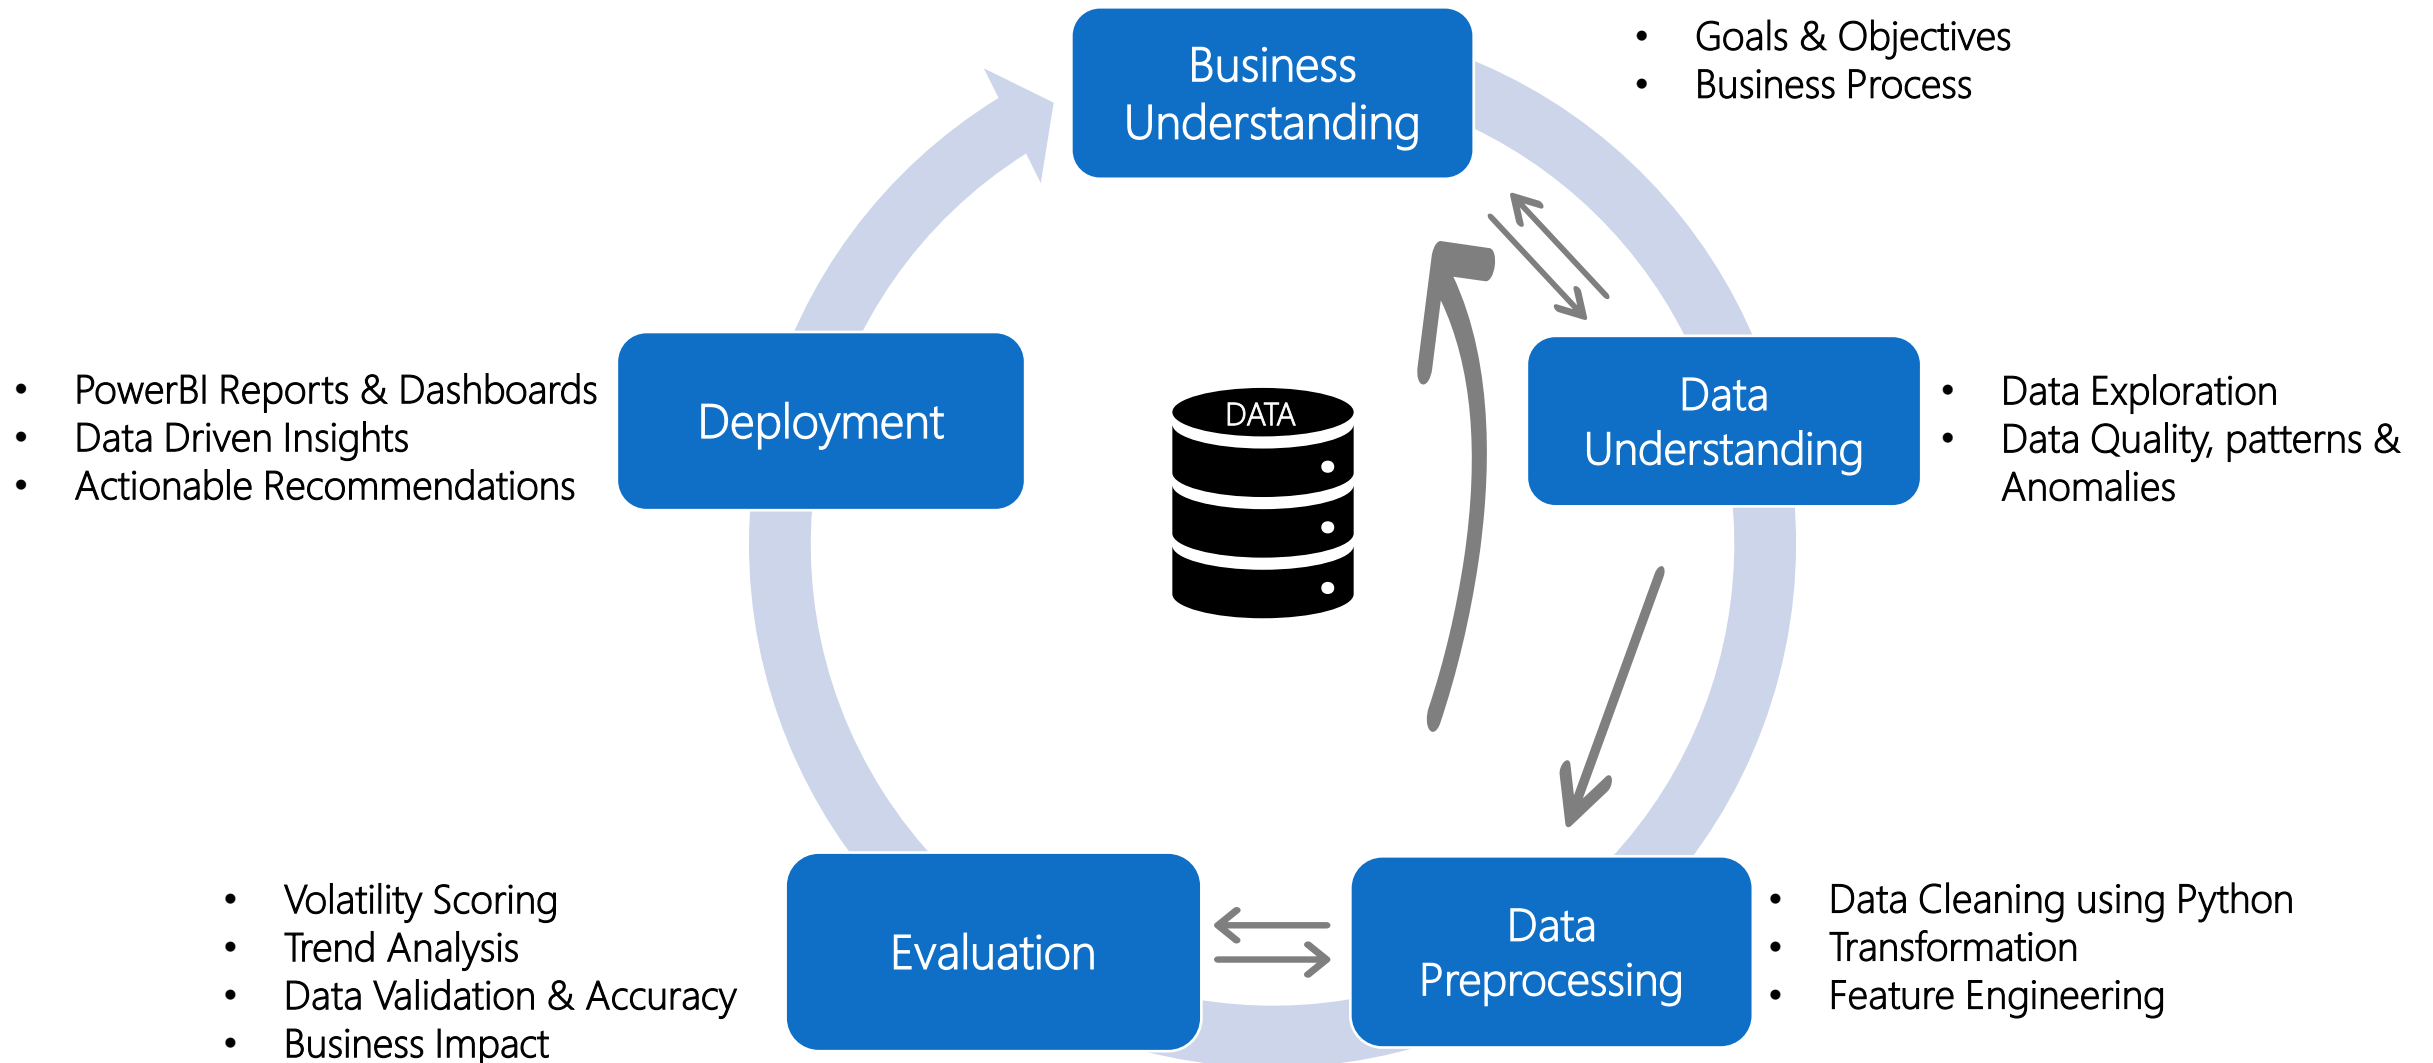 Business
Understanding
• Goals & Objectives
• Business Process
Data
Understanding
• Data Exploration
• Data Quality, patterns &
Anomalies
Data
Preprocessing
• Data Cleaning using Python
• Transformation
• Feature Engineering
Evaluation
• Volatility Scoring
• Trend Analysis
• Data Validation & Accuracy
• Business Impact
Deployment
• PowerBI Reports & Dashboards
• Data Driven Insights
• Actionable Recommendations
DATA